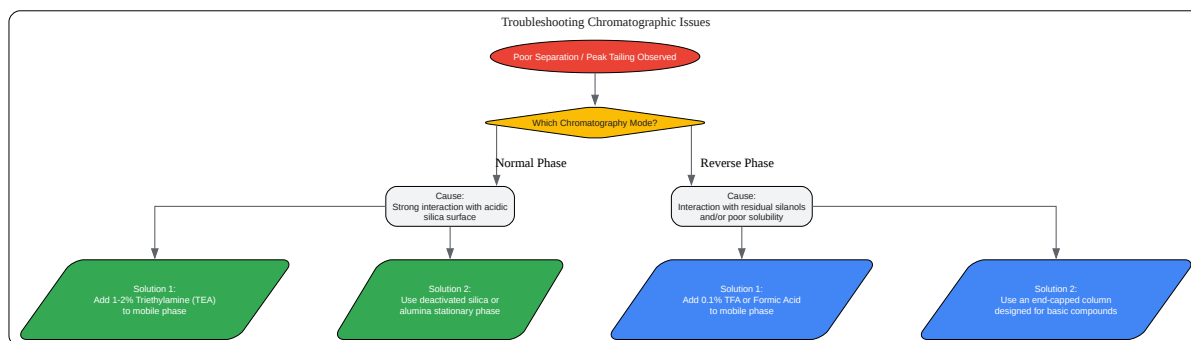 Troubleshooting Chromatographic Issues
Poor Separation / Peak Tailing Observed
Which Chromatography Mode?
Normal Phase
Reverse Phase
Cause:
Strong interaction with acidic
silica surface
Cause:
Interaction with residual silanols
and/or poor solubility
Solution 1:
Add 1-2% Triethylamine (TEA)
to mobile phase
Solution 2:
Use deactivated silica or
alumina stationary phase
Solution 1:
Add 0.1% TFA or Formic Acid
to mobile phase
Solution 2:
Use an end-capped column
designed for basic compounds